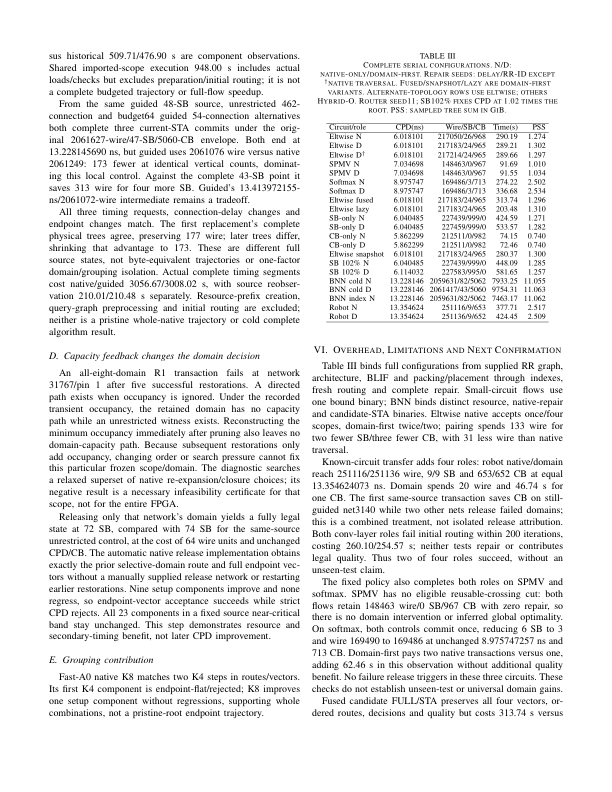 sus historical 509.71/476.90 s are component observations.
Shared imported-scope execution 948.00 s includes actual
loads/checks but excludes preparation/initial routing; it is not
a complete budgeted trajectory or full-flow speedup.
From the same guided 48-SB source, unrestricted 462-
connection and budget64 guided 54-connection alternatives
both complete three current-STA commits under the orig-
inal 2061627-wire/47-SB/5060-CB envelope. Both end at
13.228145690 ns, but guided uses 2061076 wire versus native
2061249: 173 fewer at identical vertical counts, dominat-
ing this local control. Against the complete 43-SB point it
saves 313 wire for four more SB. Guided's 13.413972155-
ns/2061072-wire intermediate remains a tradeoff.
All three timing requests, connection-delay changes and
endpoint changes match. The first replacement's complete
physical trees agree, preserving 177 wire; later trees differ,
shrinking that advantage to 173. These are different full
source states, not byte-equivalent trajectories or one-factor
domain/grouping isolation. Actual complete timing segments
cost native/guided 3056.67/3008.02 s, with source reobser-
vation 210.01/210.48 s separately. Resource-prefix creation,
query-graph preprocessing and initial routing are excluded;
neither is a pristine whole-native trajectory or cold complete
algorithm result.
D. Capacity feedback changes the domain decision
An all-eight-domain R1 transaction fails at network
31767/pin 1 after five successful restorations. A directed
path exists when occupancy is ignored. Under the recorded
transient occupancy, the retained domain has no capacity
path while an unrestricted witness exists. Reconstructing the
minimum occupancy immediately after pruning also leaves no
domain-capacity path. Because subsequent restorations only
add occupancy, changing order or search pressure cannot fix
this particular frozen scope/domain. The diagnostic searches
a relaxed superset of native re-expansion/closure choices; its
negative result is a necessary infeasibility certificate for that
scope, not for the entire FPGA.
Releasing only that network's domain yields a fully legal
state at 72 SB, compared with 74 SB for the same-source
unrestricted control, at the cost of 64 wire units and unchanged
CPD/CB. The automatic native release implementation obtains
exactly the prior selective-domain route and full endpoint vec-
tors without a manually supplied release network or restarting
earlier restorations. Nine setup components improve and none
regress, so endpoint-vector acceptance succeeds while strict
CPD rejects. All 23 components in a fixed source near-critical
band stay unchanged. This step demonstrates resource and
secondary-timing benefit, not later CPD improvement.
E. Grouping contribution
Fast-A0 native K8 matches two K4 steps in routes/vectors.
Its first K4 component is endpoint-flat/rejected; K8 improves
one setup component without regressions, supporting whole
combinations, not a pristine-root endpoint trajectory.
TABLE III
COMPLETE SERIAL CONFIGURATIONS. N/D:
NATIVE-ONLY/DOMAIN-FIRST. REPAIR SEEDS: DELAY/RR-ID EXCEPT
†NATIVE TRAVERSAL. FUSED/SNAPSHOT/LAZY ARE DOMAIN-FIRST
VARIANTS. ALTERNATE-TOPOLOGY ROWS USE ELTWISE; OTHERS
HYBRID-O. ROUTER SEED11; SB102% FIXES CPD AT 1.02 TIMES THE
ROOT. PSS: SAMPLED TREE SUM IN GIB.
Circuit/role CPD(ns) Wire/SB/CB Time(s) PSS
Eltwise N 6.018101 217050/26/968 290.19 1.274
Eltwise D 6.018101 217183/24/965 289.21 1.302
Eltwise D† 6.018101 217214/24/965 289.66 1.297
SPMV N 7.034698 148463/0/967 91.69 1.010
SPMV D 7.034698 148463/0/967 91.55 1.034
Softmax N 8.975747 169486/3/713 274.22 2.502
Softmax D 8.975747 169486/3/713 336.68 2.534
Eltwise fused 6.018101 217183/24/965 313.74 1.296
Eltwise lazy 6.018101 217183/24/965 203.48 1.310
SB-only N 6.040485 227439/999/0 424.59 1.271
SB-only D 6.040485 227459/999/0 533.57 1.282
CB-only N 5.862299 212512/0/982 74.15 0.740
CB-only D 5.862299 212511/0/982 72.46 0.740
Eltwise snapshot 6.018101 217183/24/965 280.37 1.300
SB 102% N 6.040485 227439/999/0 448.09 1.285
SB 102% D 6.114032 227583/995/0 581.65 1.257
BNN cold N 13.228146 2059631/82/5062 7933.25 11.055
BNN cold D 13.228146 2061417/43/5060 9754.31 11.063
BNN index N 13.228146 2059631/82/5062 7463.17 11.062
Robot N 13.354624 251116/9/653 377.71 2.517
Robot D 13.354624 251136/9/652 424.45 2.509
VI. OVERHEAD, LIMITATIONS AND NEXT CONFIRMATION
Table III binds full configurations from supplied RR graph,
architecture, BLIF and packing/placement through indexes,
fresh routing and complete repair. Small-circuit flows use
one bound binary; BNN binds distinct resource, native-repair
and candidate-STA binaries. Eltwise native accepts once/four
scopes, domain-first twice/two; pairing spends 133 wire for
two fewer SB/three fewer CB, with 31 less wire than native
traversal.
Known-circuit transfer adds four roles: robot native/domain
reach 251116/251136 wire, 9/9 SB and 653/652 CB at equal
13.354624073 ns. Domain spends 20 wire and 46.74 s for
one CB. The first same-source transaction saves CB on still-
guided net3140 while two other nets release failed domains;
this is a combined treatment, not isolated release attribution.
Both conv-layer roles fail initial routing within 200 iterations,
costing 260.10/254.57 s; neither tests repair or contributes
legal quality. Thus two of four roles succeed, without an
unseen-test claim.
The fixed policy also completes both roles on SPMV and
softmax. SPMV has no eligible reusable-crossing cut: both
flows retain 148463 wire/0 SB/967 CB with zero repair, so
there is no domain intervention or inferred global optimality.
On softmax, both controls commit once, reducing 6 SB to 3
and wire 169490 to 169486 at unchanged 8.975747257 ns and
713 CB. Domain-first pays two native transactions versus one,
adding 62.46 s in this observation without additional quality
benefit. No failure release triggers in these three circuits. These
checks do not establish unseen-test or universal domain gains.
Fused candidate FULL/STA preserves all four vectors, or-
dered routes, decisions and quality but costs 313.74 s versus